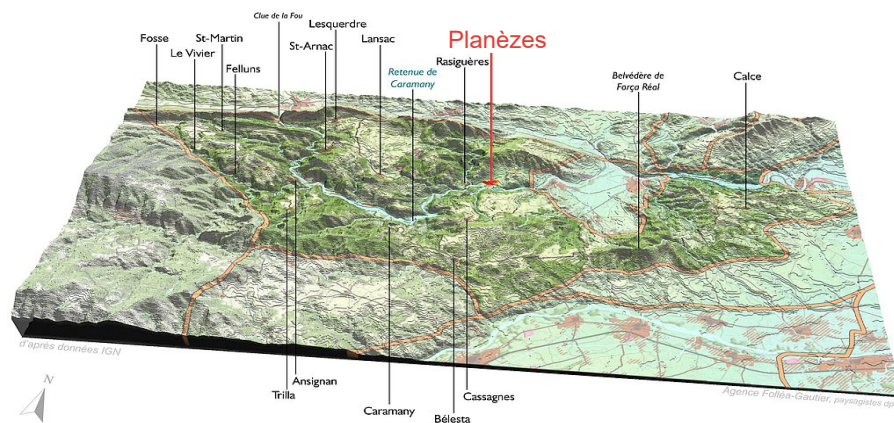 Clue de la Fou
Lesquerdre
Fosse
St-Martin
Le Vivier
St-Arnac
Lansac
Felluns
Retenue de
Caramany
Planèzes
Rasiguères
Belvédère de
Força Réal
Calce
d'après données IGN
N
Trilla
Ansignan
Caramany
Bélesta
Cassagnes
Agence Folléa-Gautier, paysagistes dp